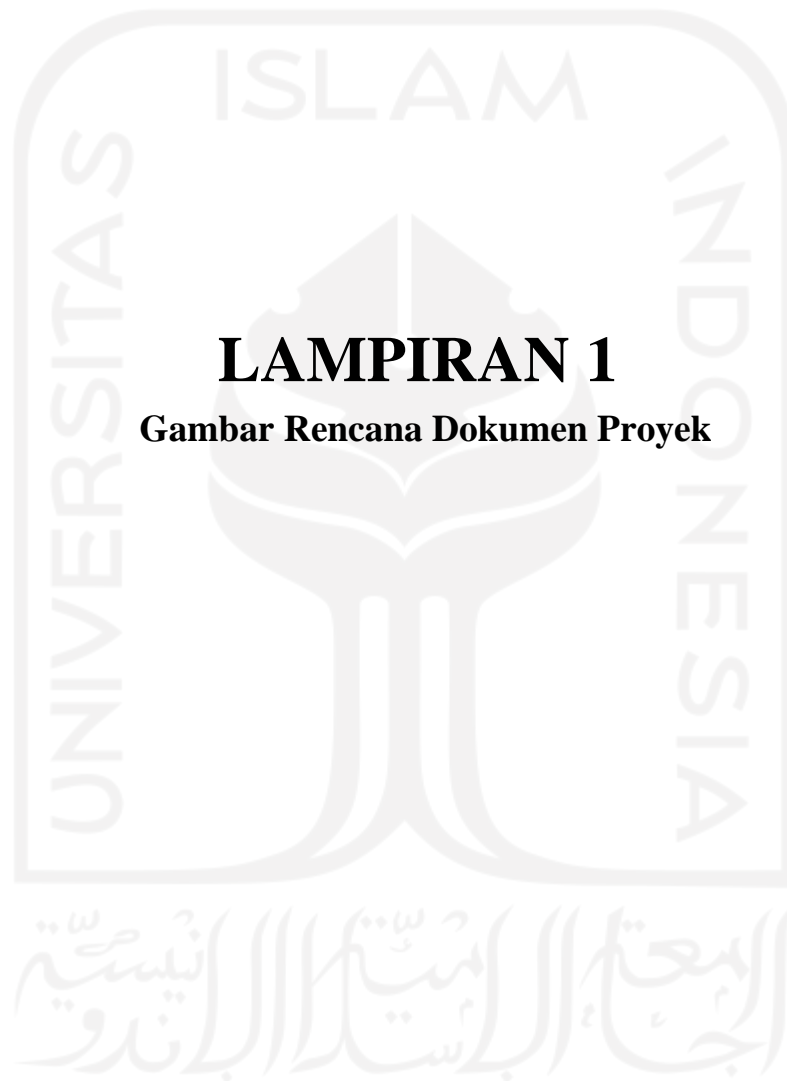 ISLAM
UNIVERSITAS
INDONESIA
LAMPIRAN 1
Gambar Rencana Dokumen Proyek